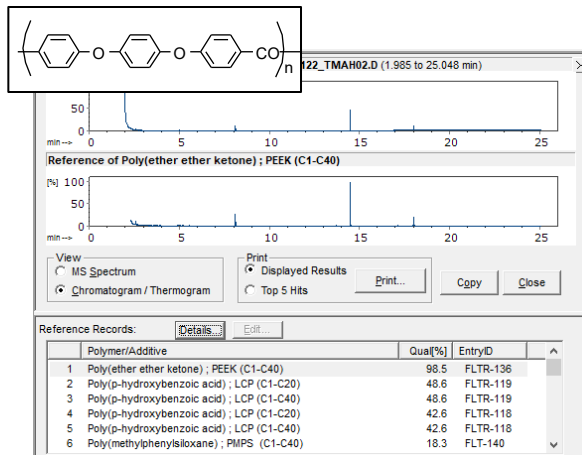 O O CO n
122_TMAH02.D (1.985 to 25.048 min)
50
0
min--> 0 5 10 15 20 25
Reference of Poly(ether ether ketone) ; PEEK (C1-C40)
[%] 100
50
0
min--> 0 5 10 15 20 25
View
MS Spectrum
Chromatogram / Thermogram
Print
Displayed Results
Top 5 Hits
Print...
Copy
Close
Reference Records: Details... Edit...
Polymer/Additive Qual[%] EntryID
1 Poly(ether ether ketone) ; PEEK (C1-C40) 98.5 FLTR-136
2 Poly(p-hydroxybenzoic acid) ; LCP (C1-C20) 48.6 FLTR-119
3 Poly(p-hydroxybenzoic acid) ; LCP (C1-C40) 48.6 FLTR-119
4 Poly(p-hydroxybenzoic acid) ; LCP (C1-C20) 42.6 FLTR-118
5 Poly(p-hydroxybenzoic acid) ; LCP (C1-C40) 42.6 FLTR-118
6 Poly(methylphenylsiloxane) ; PMPS (C1-C40) 18.3 FLT-140